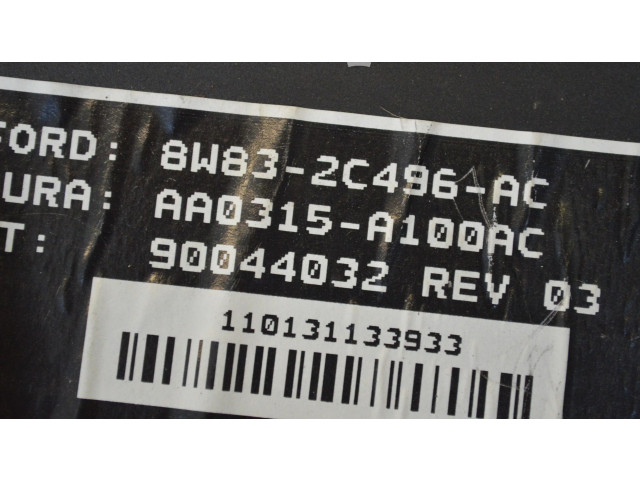 FORD: 8W83-2C496-AC
URA: AA0315-A100AC
T: 90044032 REV 03
110131133933